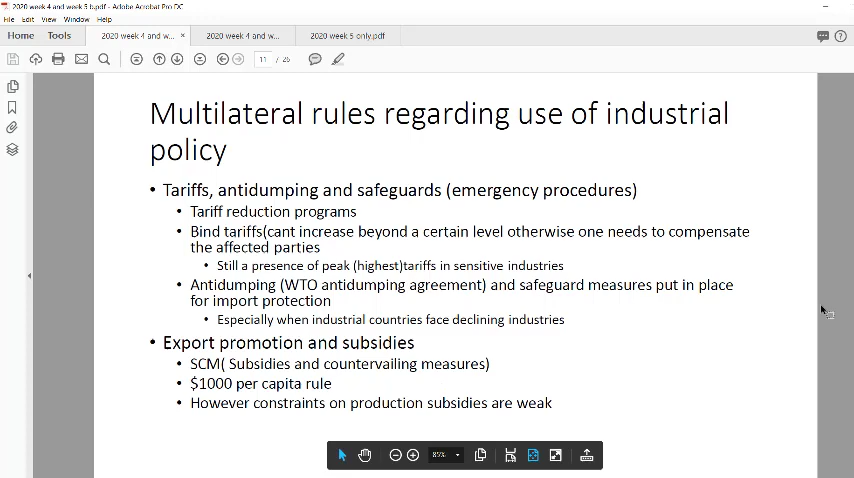 2020 week 4 and week 5 b.pdf - Adobe Acrobat Pro DC
File Edit View Window Help
Home Tools 2020 week 4 and w... × 2020 week 4 and w... 2020 week 5 only.pdf
11 / 26
Multilateral rules regarding use of industrial
policy
• Tariffs, antidumping and safeguards (emergency procedures)
• Tariff reduction programs
• Bind tariffs(cant increase beyond a certain level otherwise one needs to compensate
the affected parties
• Still a presence of peak (highest)tariffs in sensitive industries
• Antidumping (WTO antidumping agreement) and safeguard measures put in place
for import protection
• Especially when industrial countries face declining industries
• Export promotion and subsidies
• SCM( Subsidies and countervailing measures)
• $1000 per capita rule
• However constraints on production subsidies are weak
85%